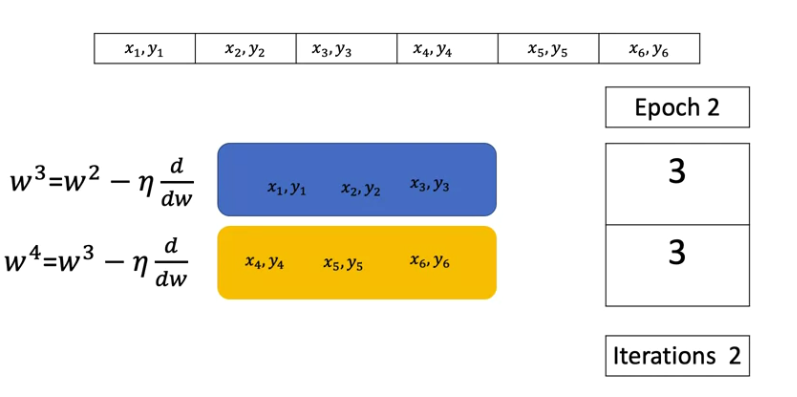 x₁, y₁ x₂, y₂ x₃, y₃ x₄, y₄ x₅, y₅ x₆, y₆
Epoch 2
w³=w² − η d/dw x₁, y₁ x₂, y₂ x₃, y₃ 3
w⁴=w³ − η d/dw x₄, y₄ x₅, y₅ x₆, y₆ 3
Iterations 2